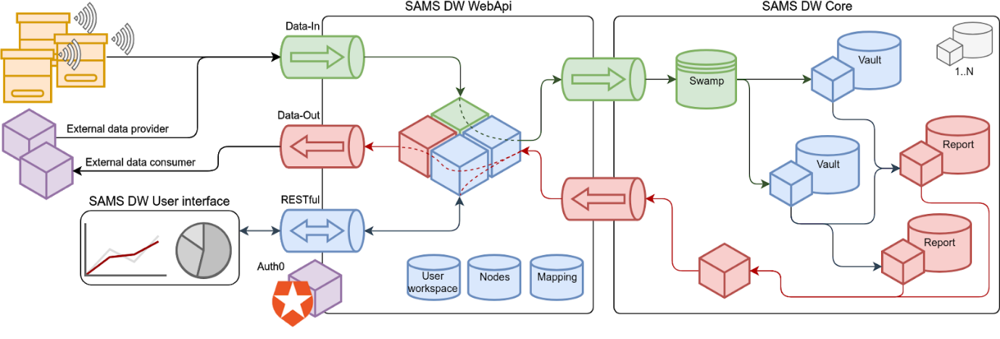 SAMS DW WebApi
SAMS DW Core
Data-In
Vault
1..N
Swamp
Data-Out
External data provider
Report
External data consumer
Vault
SAMS DW User interface
RESTful
Report
Auth0
User
workspace
Nodes
Mapping